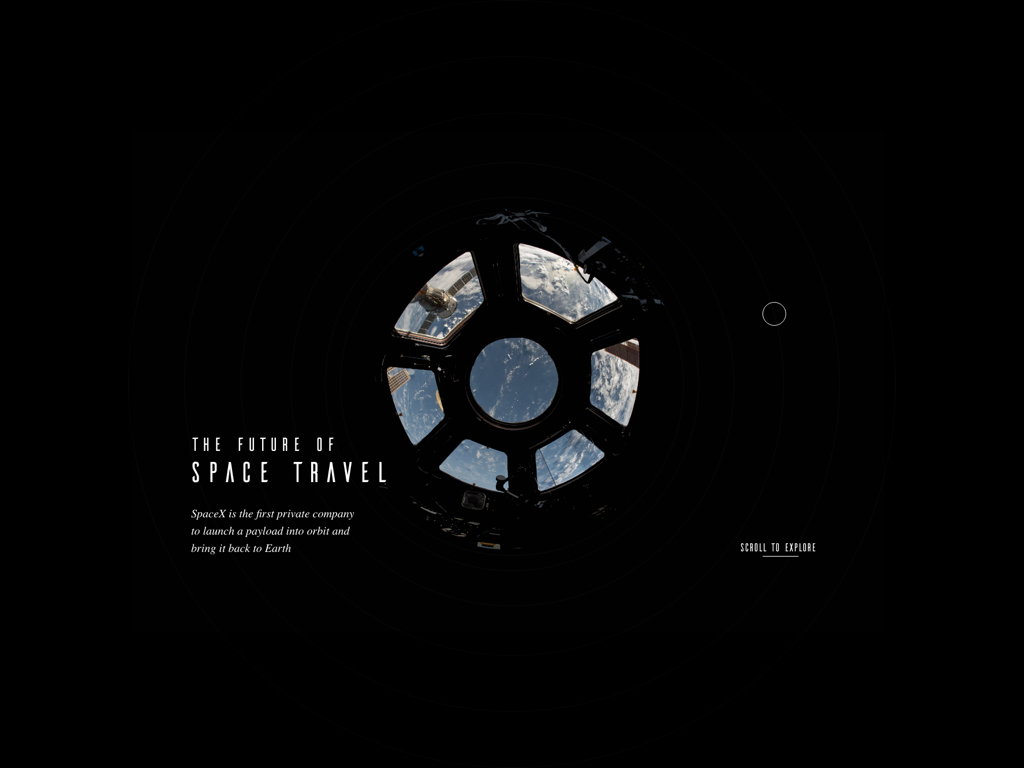 THE FUTURE OF
SPACE TRAVEL
SpaceX is the first private company
to launch a payload into orbit and
bring it back to Earth
SCROLL TO EXPLORE